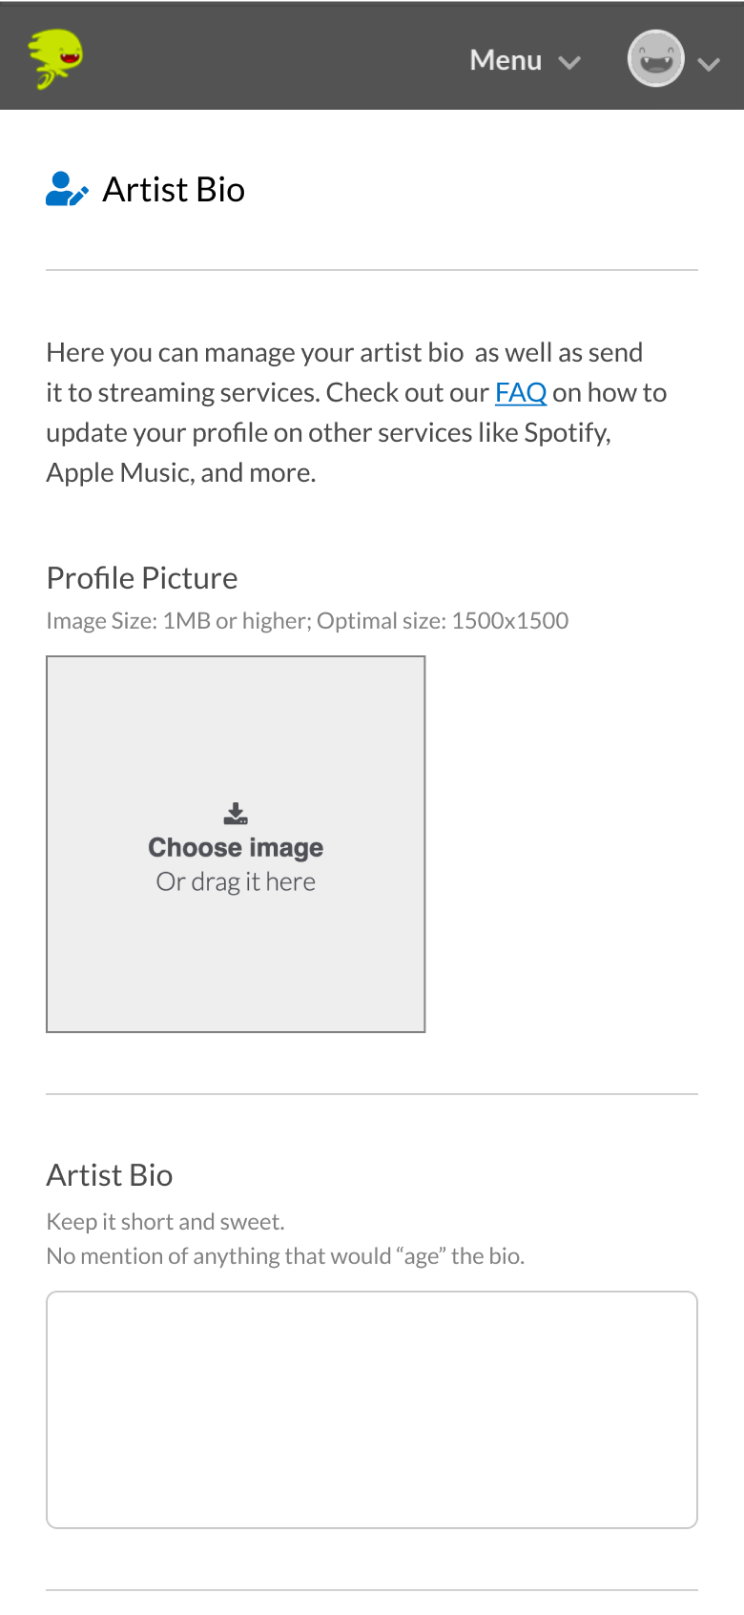 Menu
Artist Bio
Here you can manage your artist bio  as well as send
it to streaming services. Check out our FAQ on how to
update your profile on other services like Spotify,
Apple Music, and more.
Profile Picture
Image Size: 1MB or higher; Optimal size: 1500x1500
Choose image
Or drag it here
Artist Bio
Keep it short and sweet.
No mention of anything that would “age” the bio.